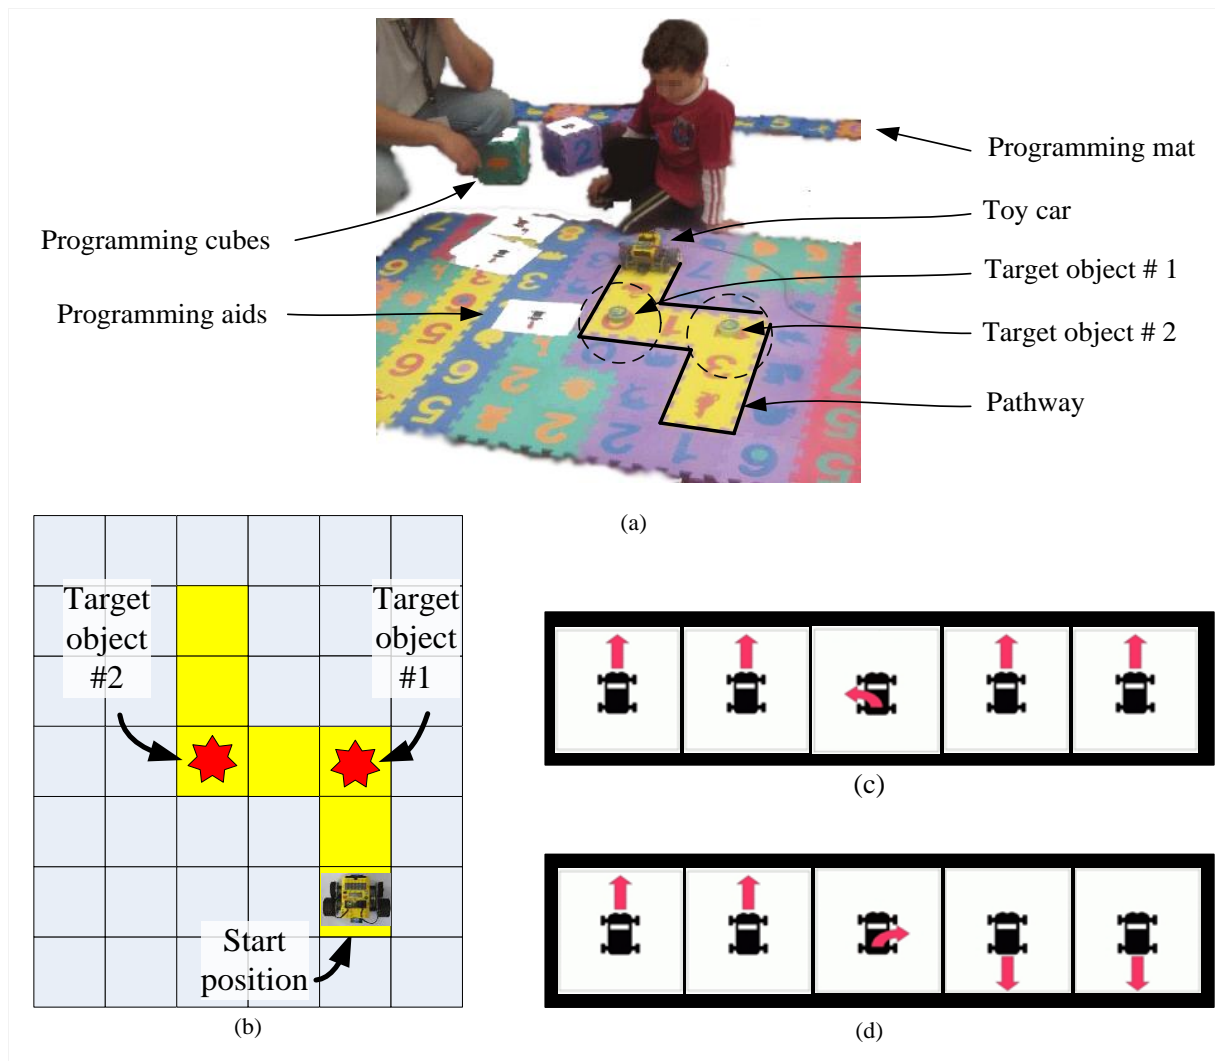 Programming mat
Toy car
Programming cubes
Target object # 1
Programming aids
Target object # 2
Pathway
(a)
Target
object
#2
Target
object
#1
Start
position
(b)
(c)
(d)